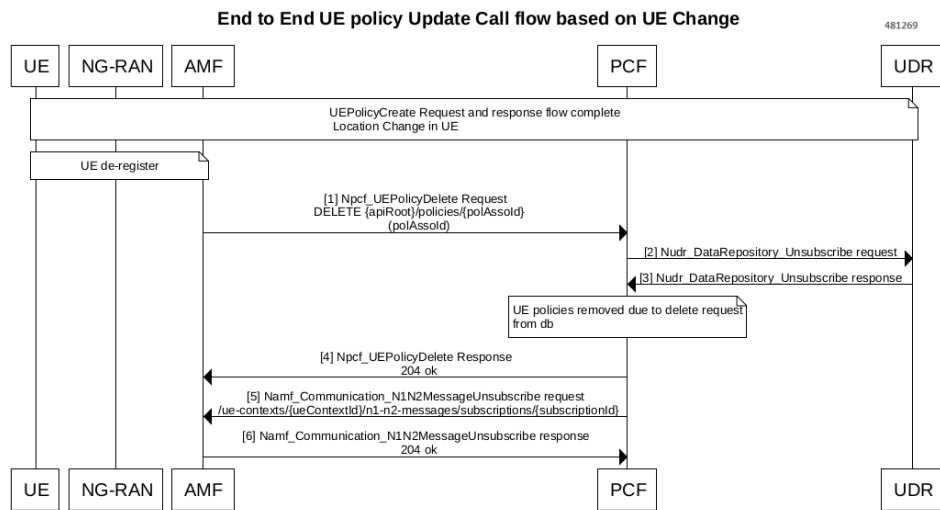 End to End UE policy Update Call flow based on UE Change
481269
UE
NG-RAN
AMF
PCF
UDR
UEPolicyCreate Request and response flow complete
Location Change in UE
UE de-register
[1] Npcf_UEPolicyDelete Request
DELETE {apiRoot}/policies/{polAssoId}
(polAssoId)
[2] Nudr_DataRepository_Unsubscribe request
[3] Nudr_DataRepository_Unsubscribe response
UE policies removed due to delete request
from db
[4] Npcf_UEPolicyDelete Response
204 ok
[5] Namf_Communication_N1N2MessageUnsubscribe request
/ue-contexts/{ueContextId}/n1-n2-messages/subscriptions/{subscriptionId}
[6] Namf_Communication_N1N2MessageUnsubscribe response
204 ok
UE
NG-RAN
AMF
PCF
UDR